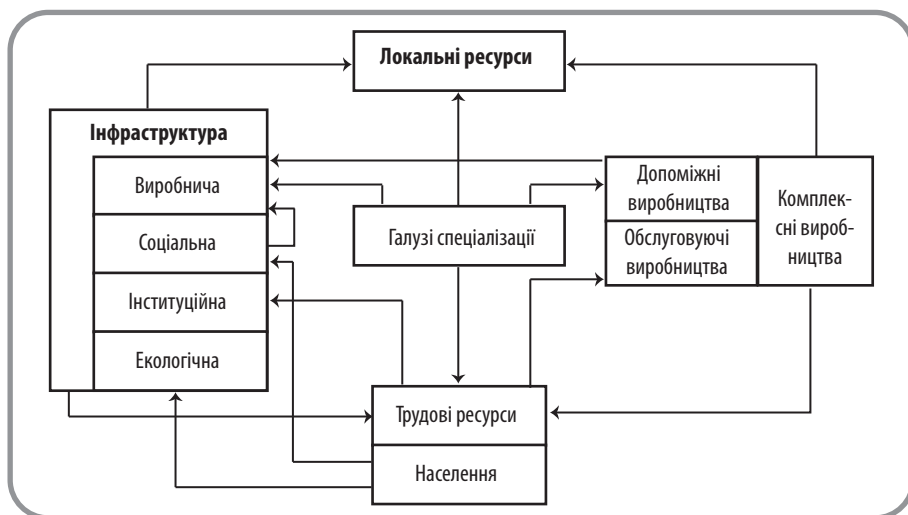 Локальні ресурси
Інфраструктура
Виробнича
Соціальна
Інституційна
Екологічна
Галузі спеціалізації
Допоміжні
виробництва
Обслуговуючі
виробництва
Комплек-
сні вироб-
ництва
Трудові ресурси
Населення